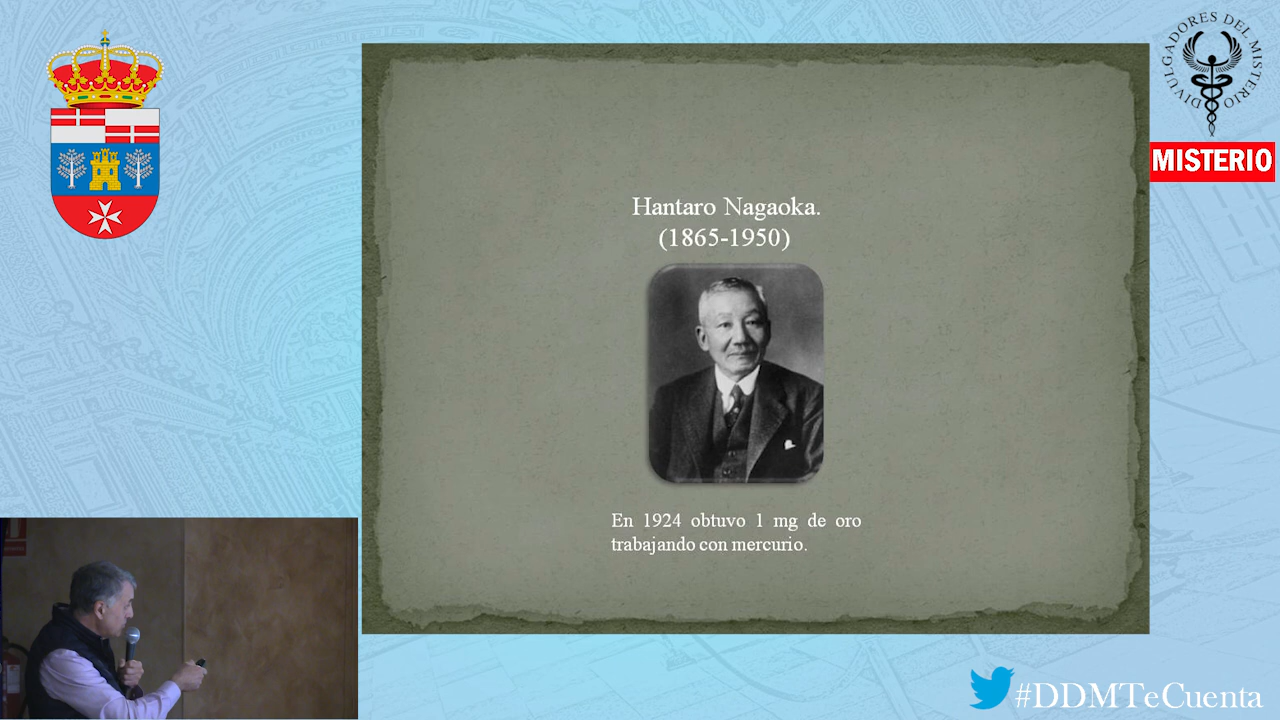 DIVULGADORES DEL MISTERIO
MISTERIO
Hantaro Nagaoka.
(1865-1950)
En 1924 obtuvo 1 mg de oro
trabajando con mercurio.
#DDMTeCuenta